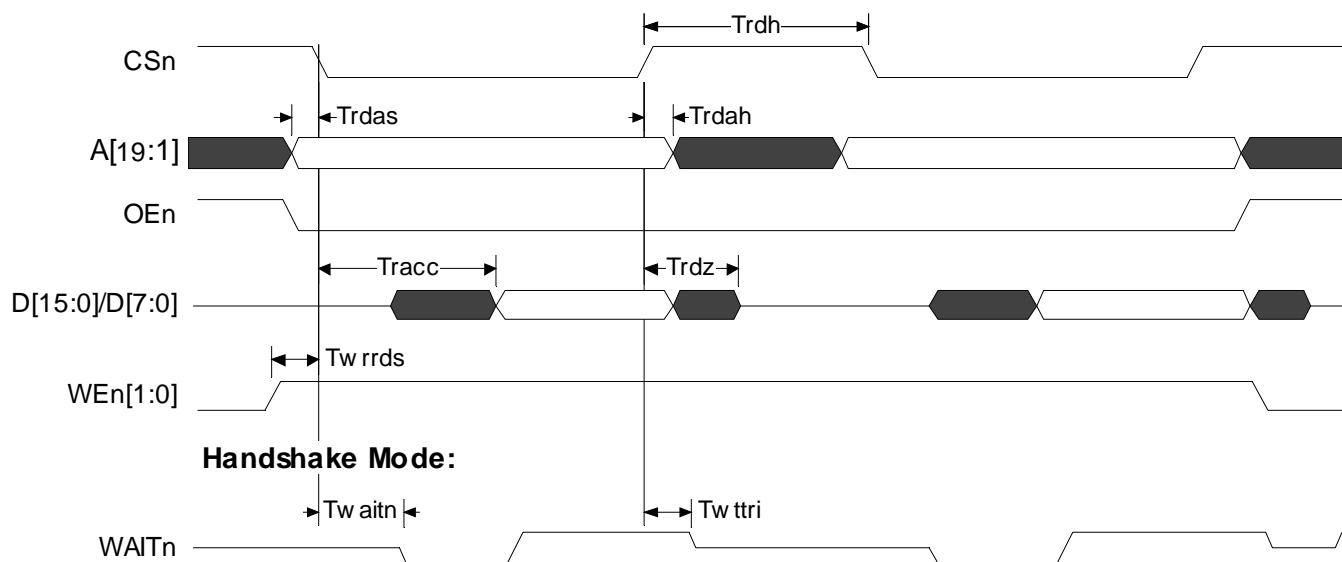 Trdh
CSn
Trdas
Trdah
A[19:1]
OEn
Tracc
Trdz
D[15:0]/D[7:0]
Tw rrds
WEn[1:0]
Handshake Mode:
Tw aitn
Tw ttri
WAITn